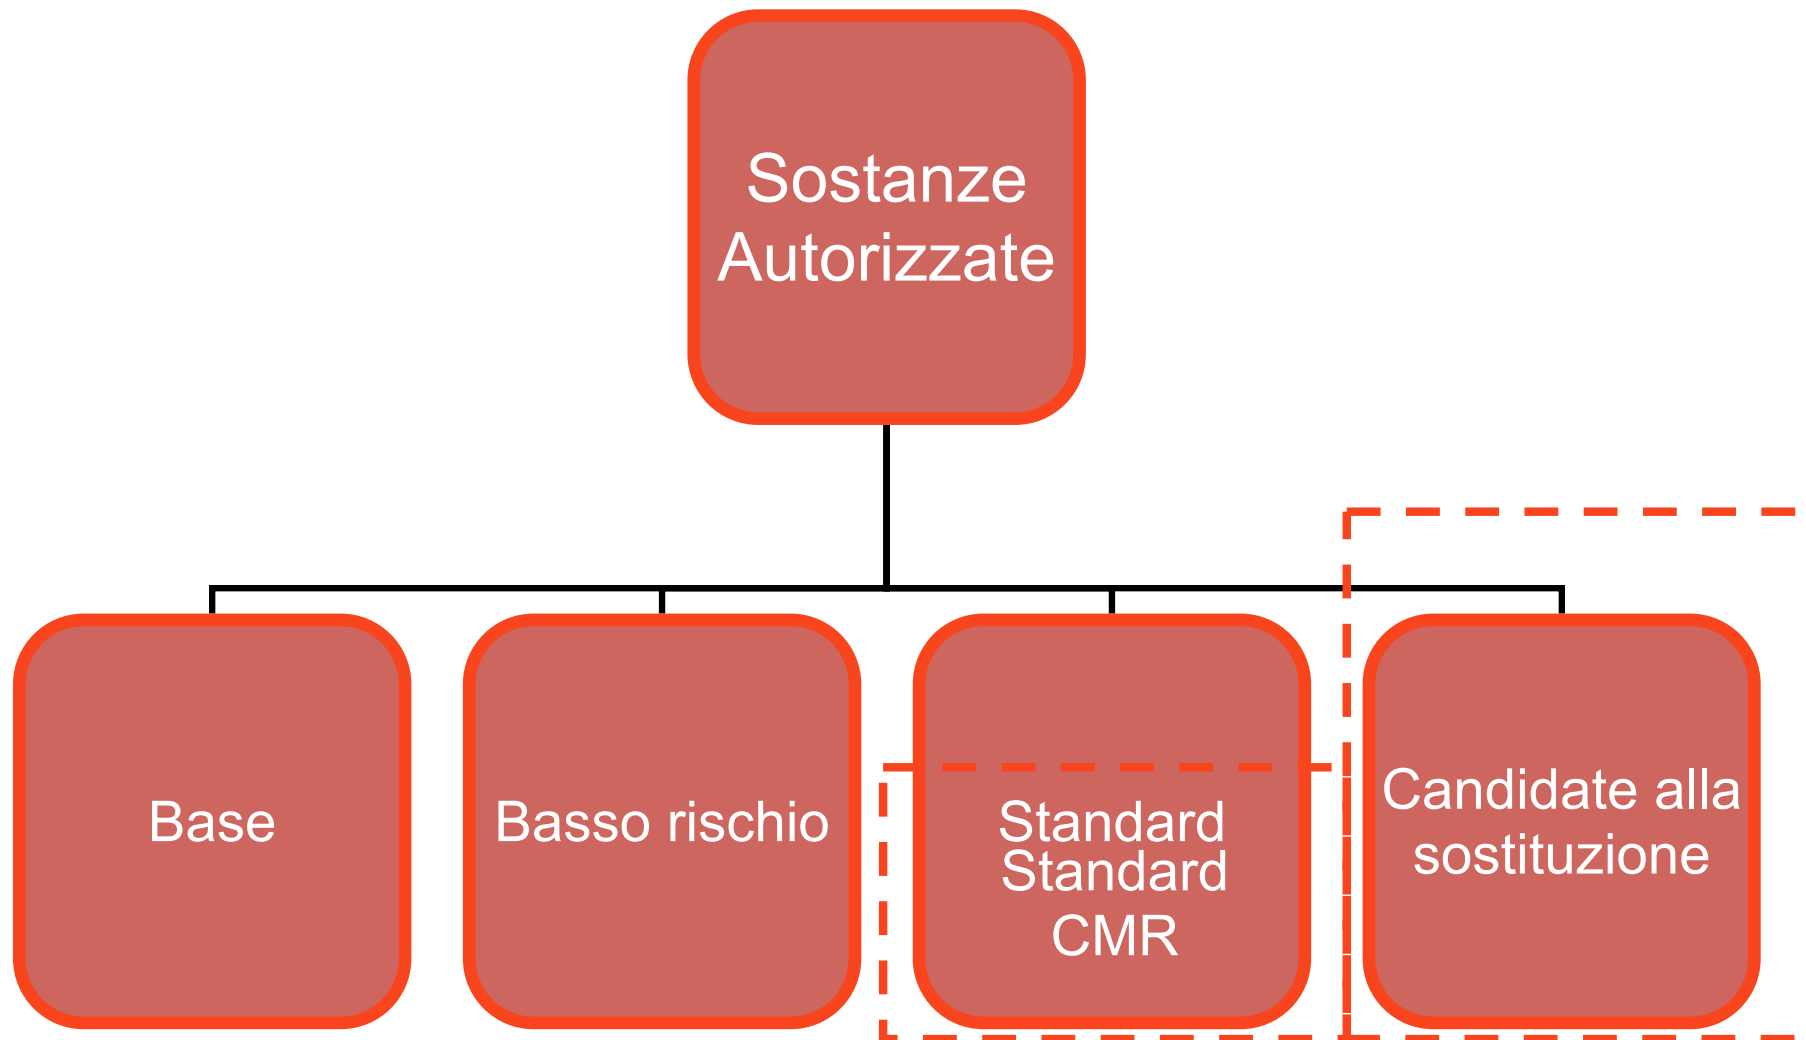 Sostanze
Autorizzate
Base
Basso rischio
Standard
Standard
CMR
Candidate alla
sostituzione